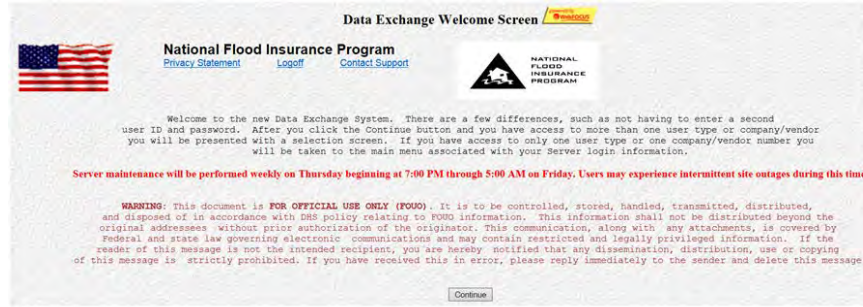 Data Exchange Welcome Screen
National Flood Insurance Program
Privacy Statement Logoff Contact Support
NATIONAL
FLOOD
INSURANCE
PROGRAM
Welcome to the new Data Exchange System. There are a few differences, such as not having to enter a second
user ID and password. After you click the Continue button and you have access to more than one user type or company/vendor
you will be presented with a selection screen. If you have access to only one user type or one company/vendor number you
will be taken to the main menu associated with your Server login information.
Server maintenance will be performed weekly on Thursday beginning at 7:00 PM through 5:00 AM on Friday. Users may experience intermittent site outages during this time
WARNING: This document is FOR OFFICIAL USE ONLY (FOUO). It is to be controlled, stored, handled, transmitted, distributed,
and disposed of in accordance with DHS policy relating to FOUO information. This information shall not be distributed beyond the
original addressees without prior authorization of the originator. This communication, along with any attachments, is covered by
Federal and state law governing electronic communications and may contain restricted and legally privileged information. If the
reader of this message is not the intended recipient, you are hereby notified that any dissemination, distribution, use or copying
of this message is strictly prohibited. If you have received this in error, please reply immediately to the sender and delete this message
Continue